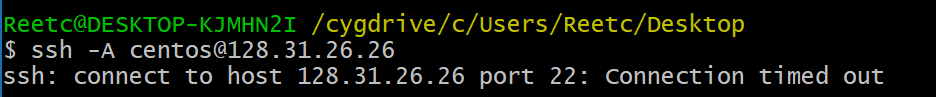 Reetc@DESKTOP-KJMHN2I /cygdrive/c/Users/Reetc/Desktop
$ ssh -A centos@128.31.26.26
ssh: connect to host 128.31.26.26 port 22: Connection timed out